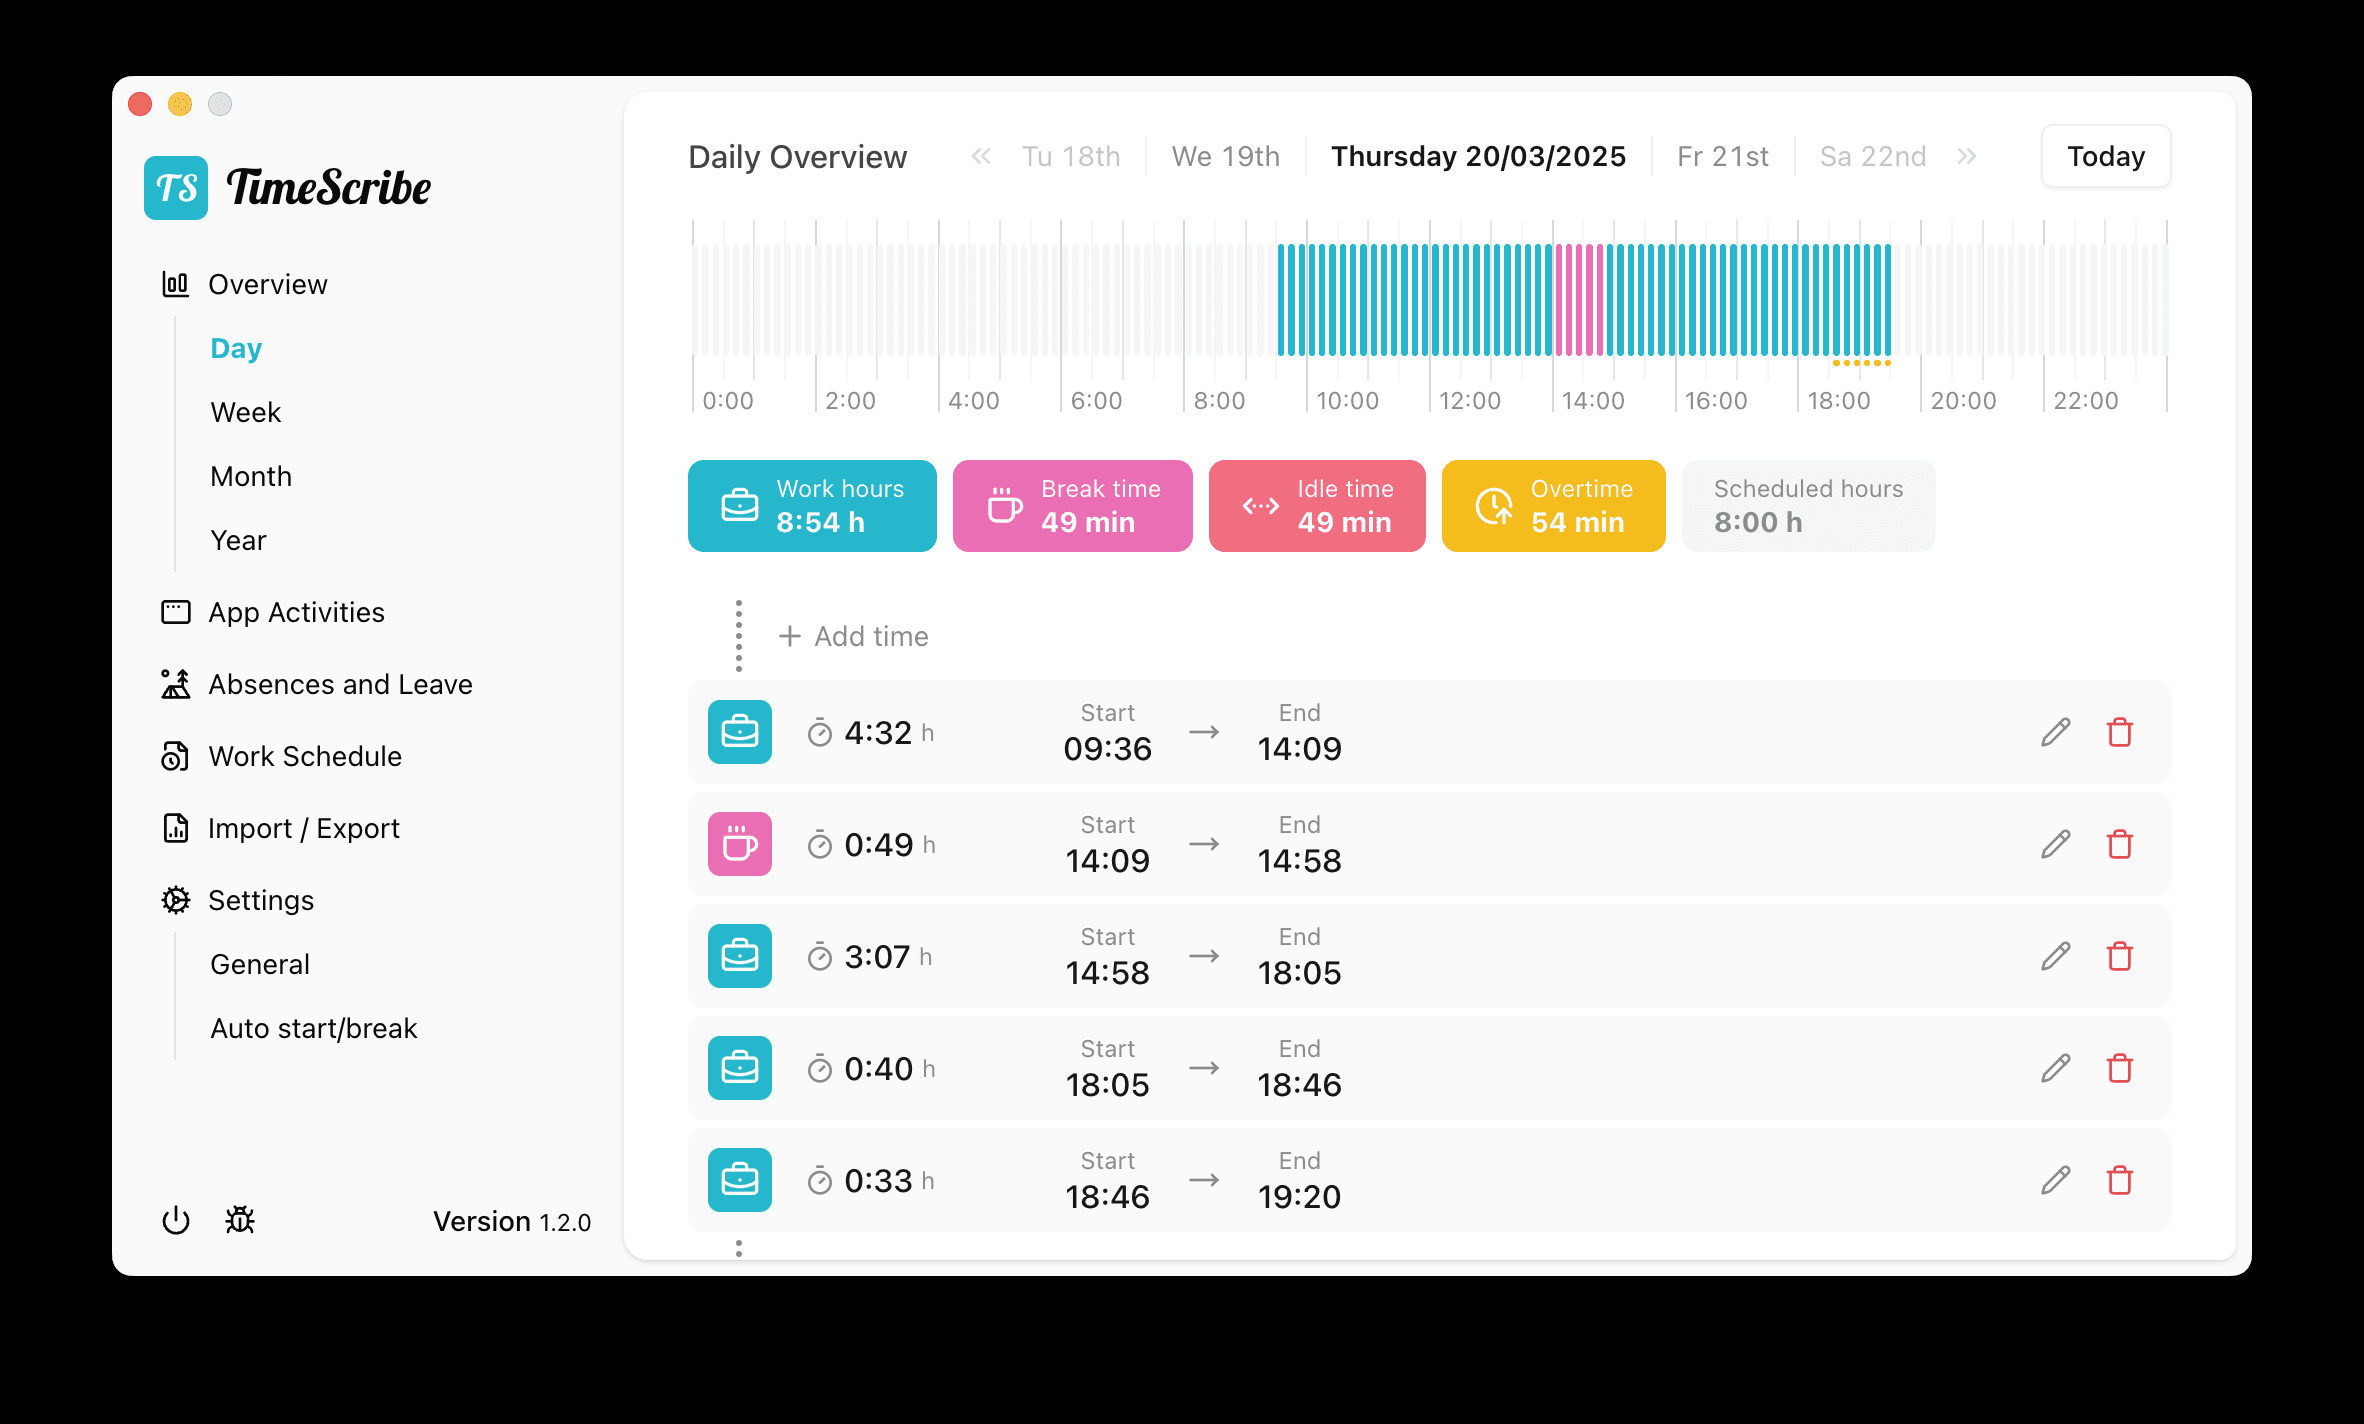 TS TimeScribe
Overview
Day
Week
Month
Year
App Activities
Absences and Leave
Work Schedule
Import / Export
Settings
General
Auto start/break
Version 1.2.0
Daily Overview
Tu 18th
We 19th
Thursday 20/03/2025
Fr 21st
Sa 22nd
Today
0:00 2:00 4:00 6:00 8:00 10:00 12:00 14:00 16:00 18:00 20:00 22:00
Work hours
8:54 h
Break time
49 min
Idle time
49 min
Overtime
54 min
Scheduled hours
8:00 h
+ Add time
4:32 h
Start
09:36
→
End
14:09
0:49 h
Start
14:09
→
End
14:58
3:07 h
Start
14:58
→
End
18:05
0:40 h
Start
18:05
→
End
18:46
0:33 h
Start
18:46
→
End
19:20